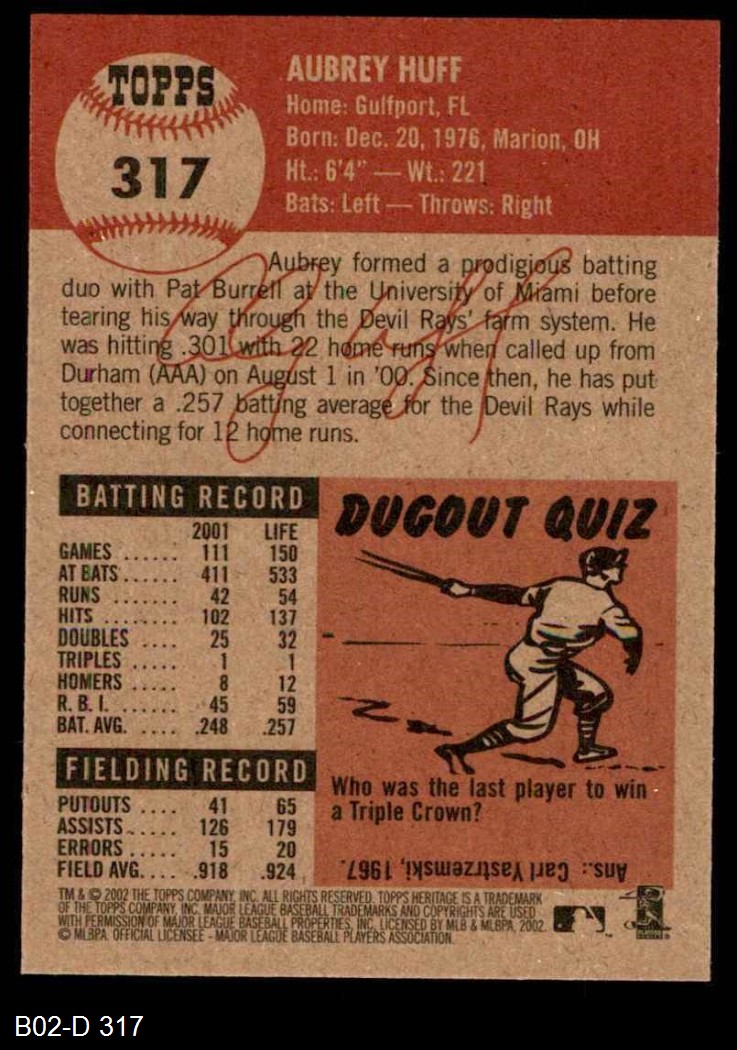 TOPPS
317
AUBREY HUFF
Home: Gulfport, FL
Born: Dec. 20, 1976, Marion, OH
Ht.: 6'4" — Wt.: 221
Bats: Left — Throws: Right
Aubrey formed a prodigious batting
duo with Pat Burrell at the University of Miami before
tearing his way through the Devil Rays' farm system. He
was hitting .301 with 22 home runs when called up from
Durham (AAA) on August 1 in '00. Since then, he has put
together a .257 batting average for the Devil Rays while
connecting for 12 home runs.
BATTING RECORD
2001 LIFE
GAMES ...... 111 150
AT BATS ...... 411 533
RUNS ....... 42 54
HITS ........ 102 137
DOUBLES .... 25 32
TRIPLES ..... 1 1
HOMERS .... 8 12
R. B. I. ...... 45 59
BAT. AVG. ... .248 .257
FIELDING RECORD
PUTOUTS .... 41 65
ASSISTS ..... 126 179
ERRORS ..... 15 20
FIELD AVG. ... .918 .924
DUGOUT QUIZ
Who was the last player to win
a Triple Crown?
Ans.: Carl Yastrzemski, 1967.
TM & © 2002 THE TOPPS COMPANY, INC. ALL RIGHTS RESERVED. TOPPS HERITAGE IS A TRADEMARK
OF THE TOPPS COMPANY, INC. MAJOR LEAGUE BASEBALL TRADEMARKS AND COPYRIGHTS ARE USED
WITH PERMISSION OF MAJOR LEAGUE BASEBALL PROPERTIES, INC. LICENSED BY MLB & MLBPA, 2002.
© MLBPA. OFFICIAL LICENSEE - MAJOR LEAGUE BASEBALL PLAYERS ASSOCIATION.
B02-D 317